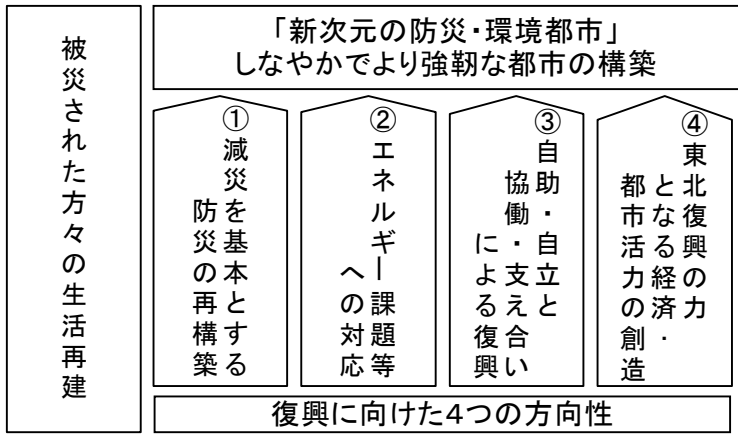 被災された方々の生活再建
「新次元の防災・環境都市」
しなやかでより強靭な都市の構築
①減災を基本とする
防災の再構築
②エネルギー課題等
への対応
③自助・自立と
協働・支え合い
による復興
④東北復興の力
となる経済・
都市活力の創造
復興に向けた4つの方向性